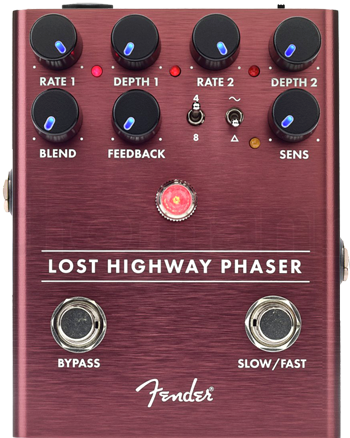 RATE 1 DEPTH 1 RATE 2 DEPTH 2
4 ~
BLEND FEEDBACK 8 △ SENS
LOST HIGHWAY PHASER
BYPASS SLOW/FAST
Fender®